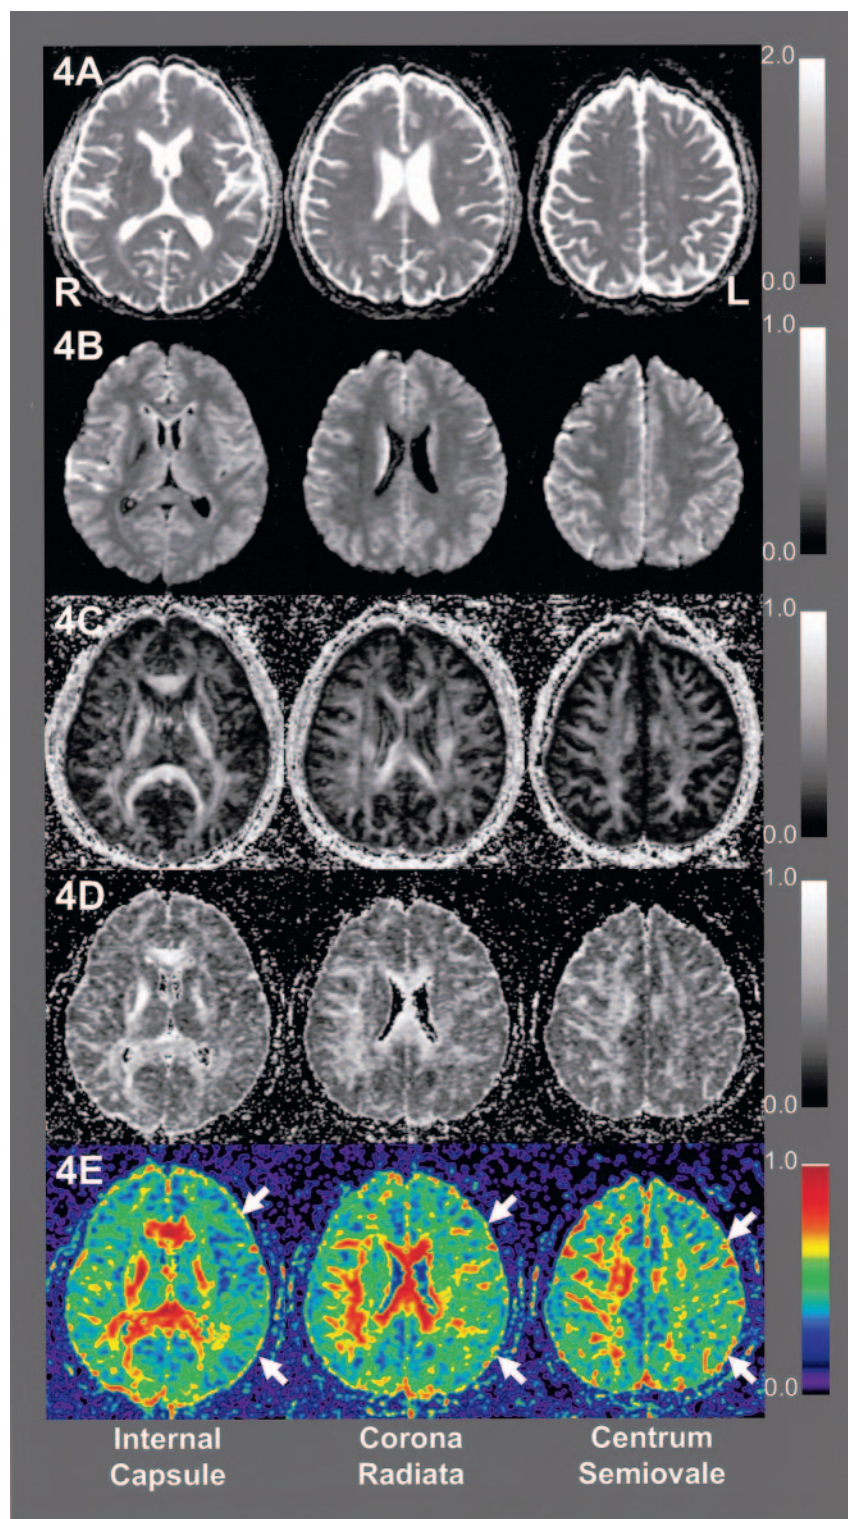 4A
2.0
R
L
0.0
4B
1.0
0.0
4C
1.0
0.0
4D
1.0
0.0
4E
1.0
0.0
Internal
Capsule
Corona
Radiata
Centrum
Semiovale